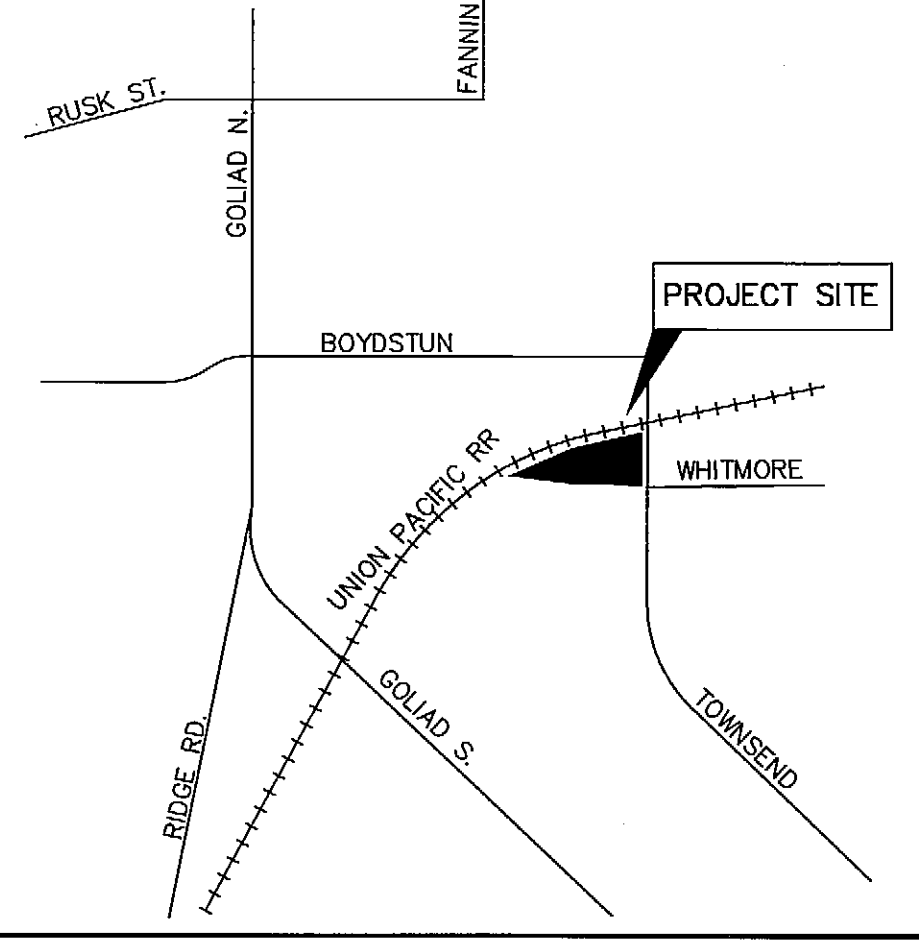 FANNIN
RUSK ST.
GOLIAD N.
PROJECT SITE
BOYDSTUN
WHITMORE
UNION PACIFIC RR
GOLIAD S.
TOWNSEND
RIDGE RD.